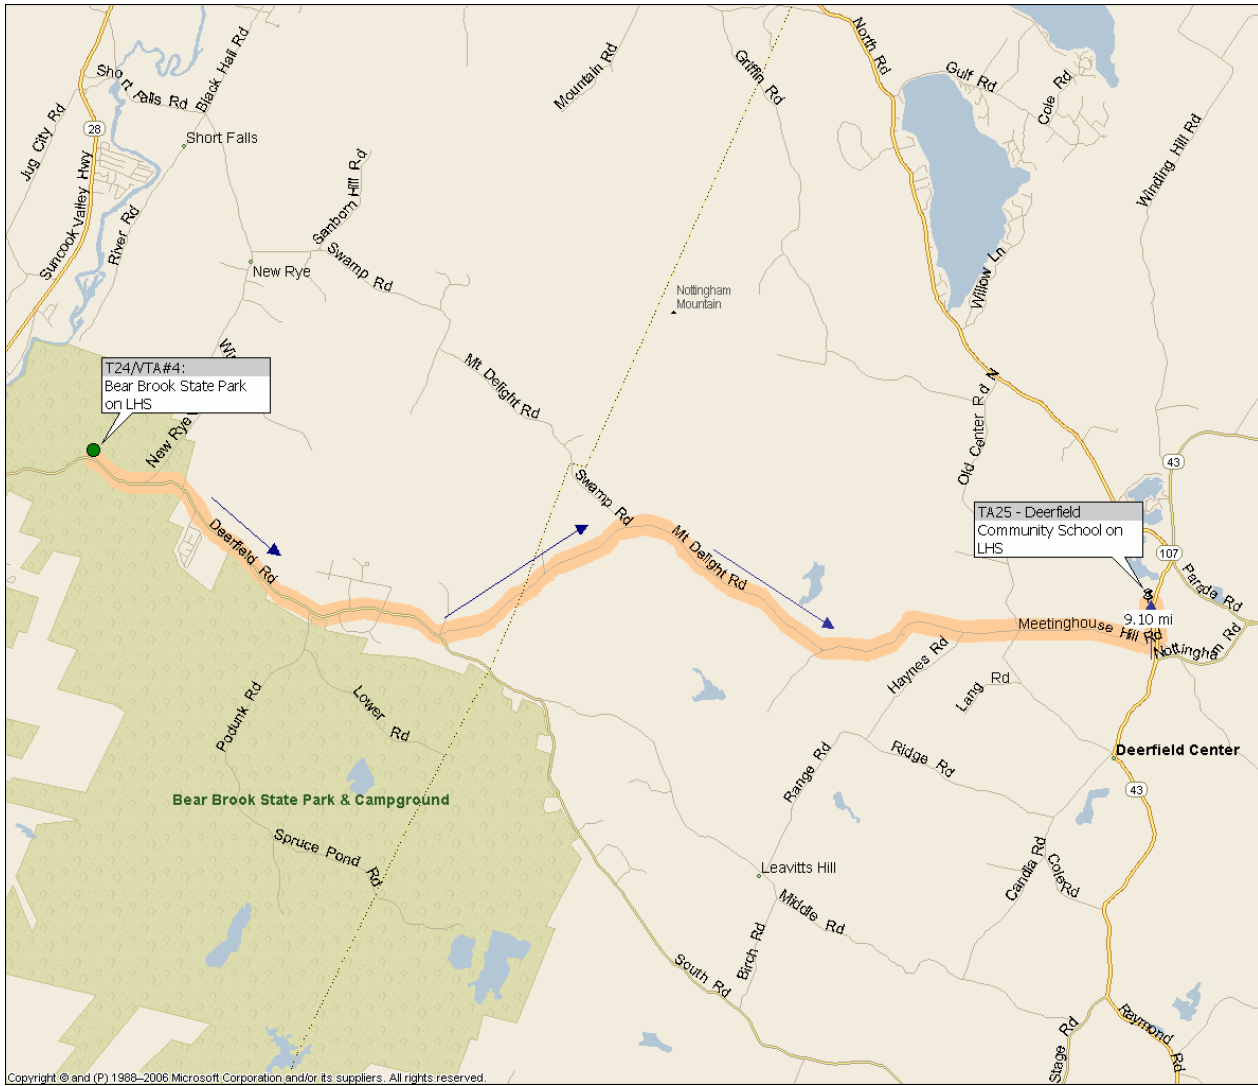 Short Falls Rd
Black Hall Rd
Mountain Rd
Griffin Rd
North Rd
Gulf Rd
Cole Rd
Winding Hill Rd
Jug City Rd
28
Short Falls
Suncook Valley Hwy
River Rd
Sanborn Hill Rd
Swamp Rd
New Rye
Nottingham
Mountain
Willow Ln
T24/VTA#4:
Bear Brook State Park
on LHS
Mt Delight Rd
Old Center Rd N
New Rye
43
Swamp Rd
TA25 - Deerfield
Community School on
LHS
Deerfield Rd
Mt Delight Rd
107
Parade Rd
9.10 mi
Meetinghouse Hill Rd
Nottingham Rd
Haynes Rd
Lang Rd
Podunk Rd
Lower Rd
Range Rd
Ridge Rd
Deerfield Center
43
Bear Brook State Park & Campground
Spruce Pond Rd
Leavitts Hill
Candia Rd
Cole Rd
Middle Rd
Birch Rd
South Rd
Stage Rd
Raymond Rd
Copyright © and (P) 1988–2006 Microsoft Corporation and/or its suppliers. All rights reserved.